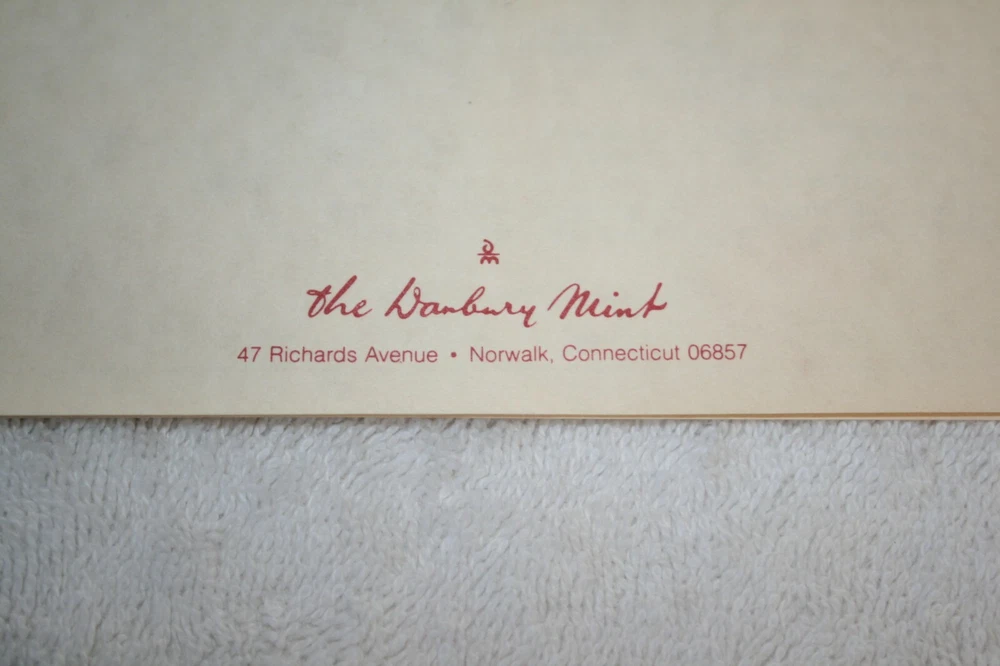 the Danbury Mint
47 Richards Avenue • Norwalk, Connecticut 06857